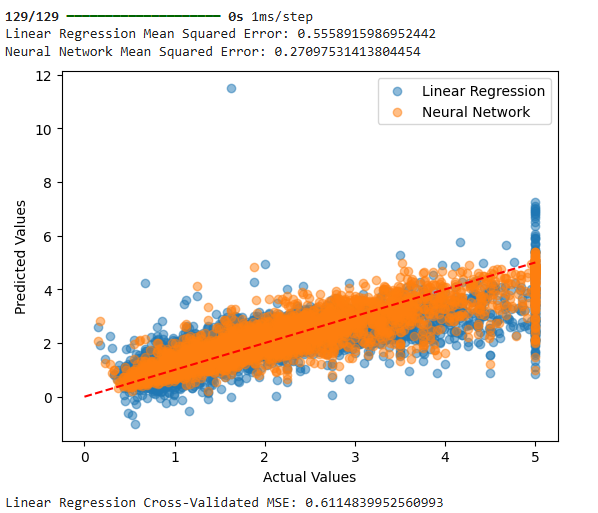 129/129 ━━━━━━━━━━━━━━━━━━━━ 0s 1ms/step
Linear Regression Mean Squared Error: 0.5558915986952442
Neural Network Mean Squared Error: 0.27097531413804454
12
10
8
6
4
2
0
Predicted Values
Linear Regression
Neural Network
0 1 2 3 4 5
Actual Values
Linear Regression Cross-Validated MSE: 0.6114839952560993